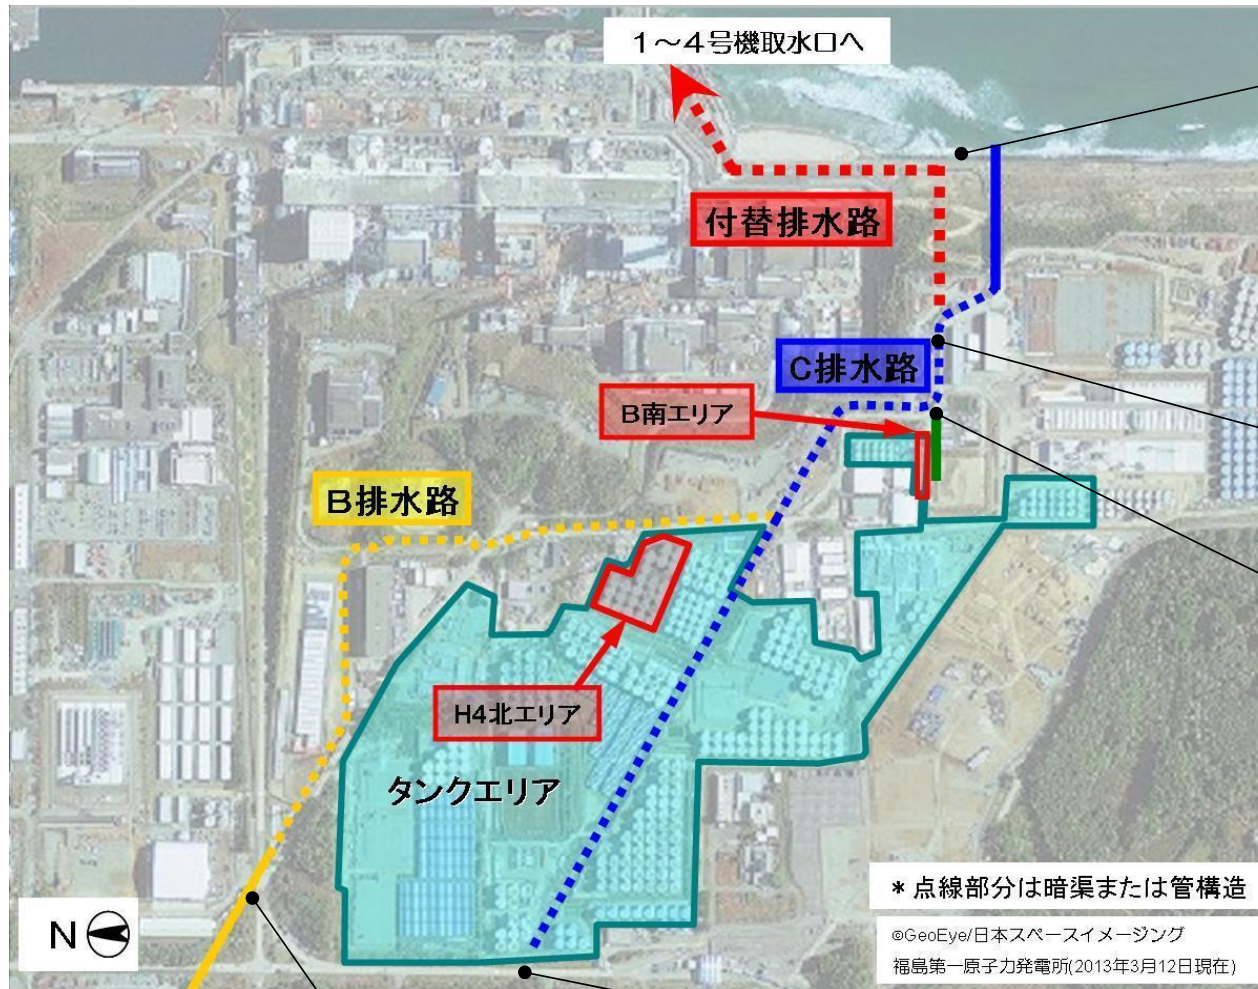 1～4号機取水口へ
付替排水路
C排水路
B南エリア
B排水路
H4北エリア
タンクエリア
* 点線部分は暗渠または管構造
N
©GeoEye/日本スペースイメージング
福島第一原子力発電所(2013年3月12日現在)